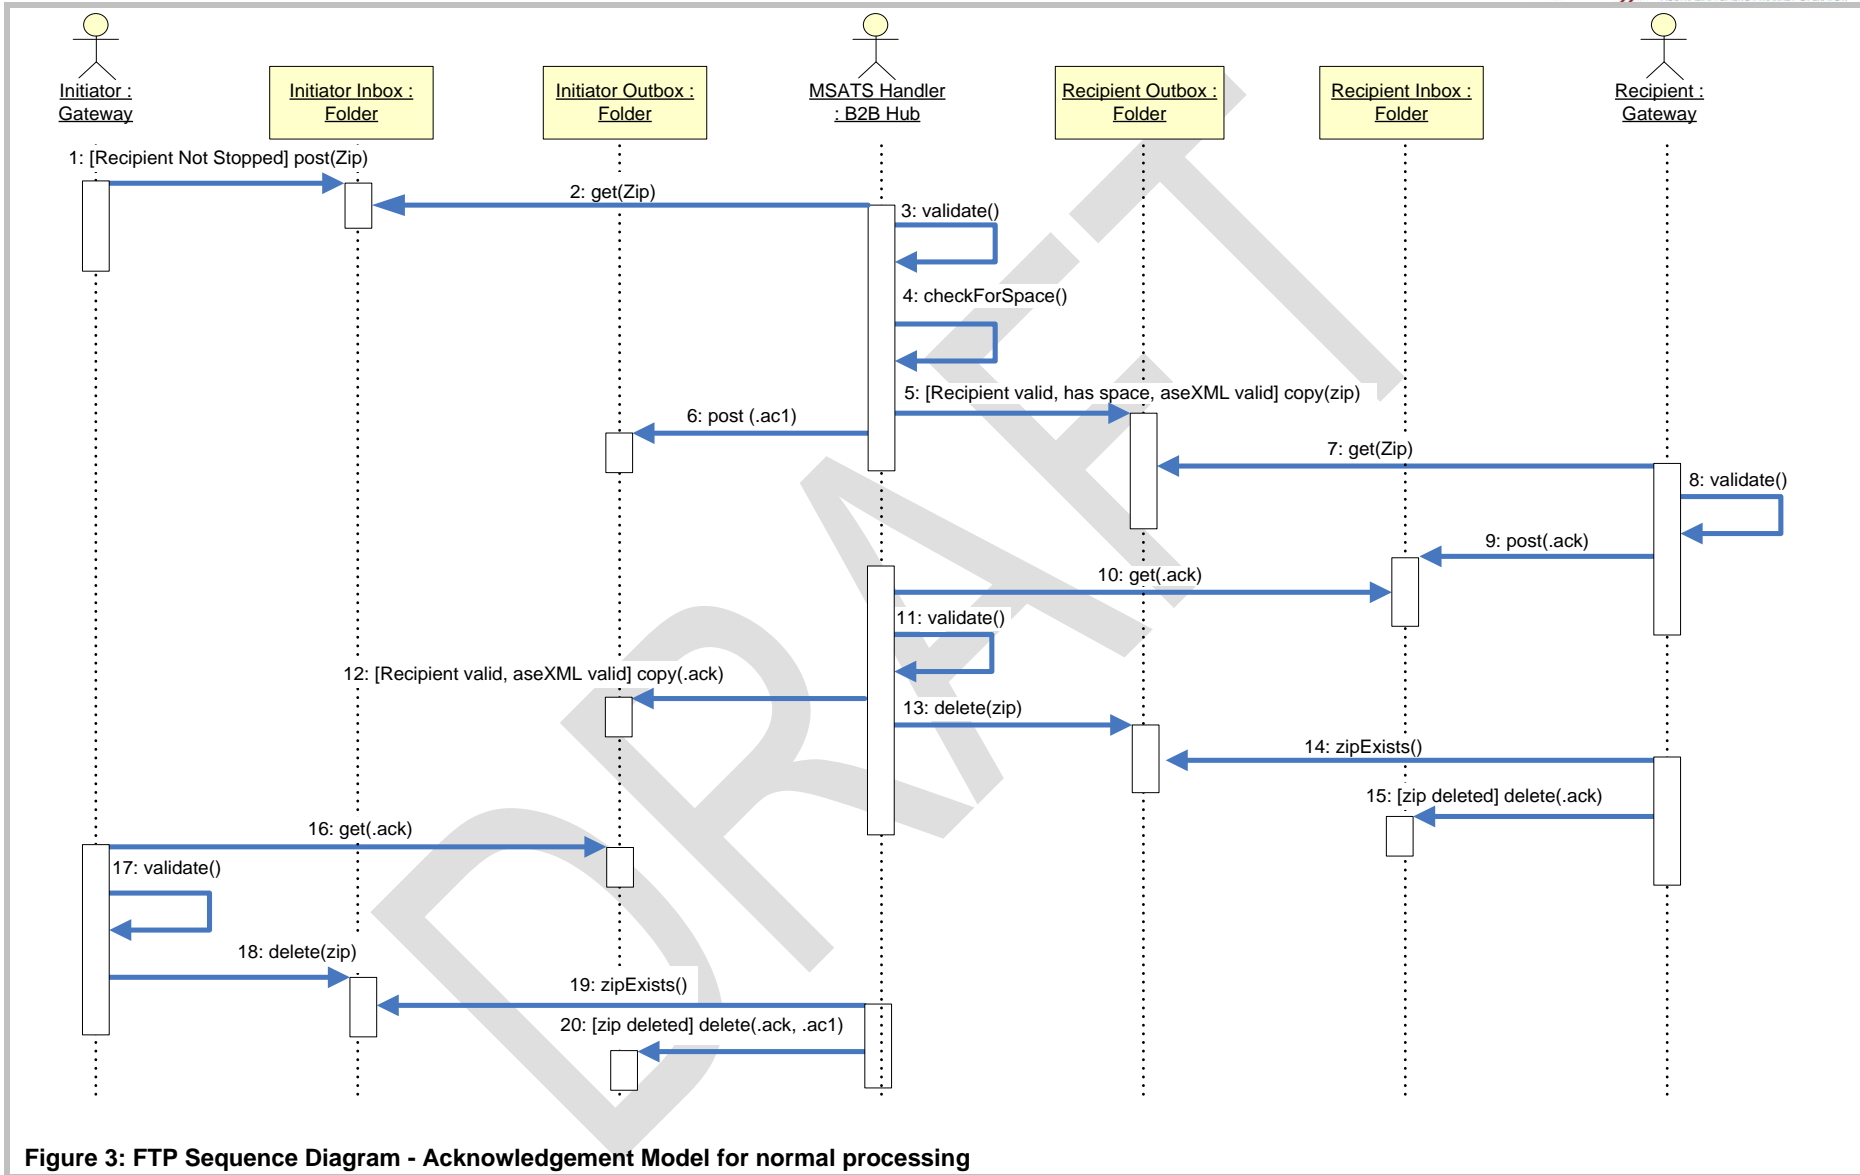 Initiator :
Gateway
Initiator Inbox :
Folder
Initiator Outbox :
Folder
MSATS Handler
: B2B Hub
Recipient Outbox :
Folder
Recipient Inbox :
Folder
Recipient :
Gateway
1: [Recipient Not Stopped] post(Zip)
2: get(Zip)
3: validate()
4: checkForSpace()
5: [Recipient valid, has space, aseXML valid] copy(zip)
6: post (.ac1)
7: get(Zip)
8: validate()
9: post(.ack)
10: get(.ack)
11: validate()
12: [Recipient valid, aseXML valid] copy(.ack)
13: delete(zip)
14: zipExists()
15: [zip deleted] delete(.ack)
16: get(.ack)
17: validate()
18: delete(zip)
19: zipExists()
20: [zip deleted] delete(.ack, .ac1)
DRAFT
Figure 3: FTP Sequence Diagram - Acknowledgement Model for normal processing